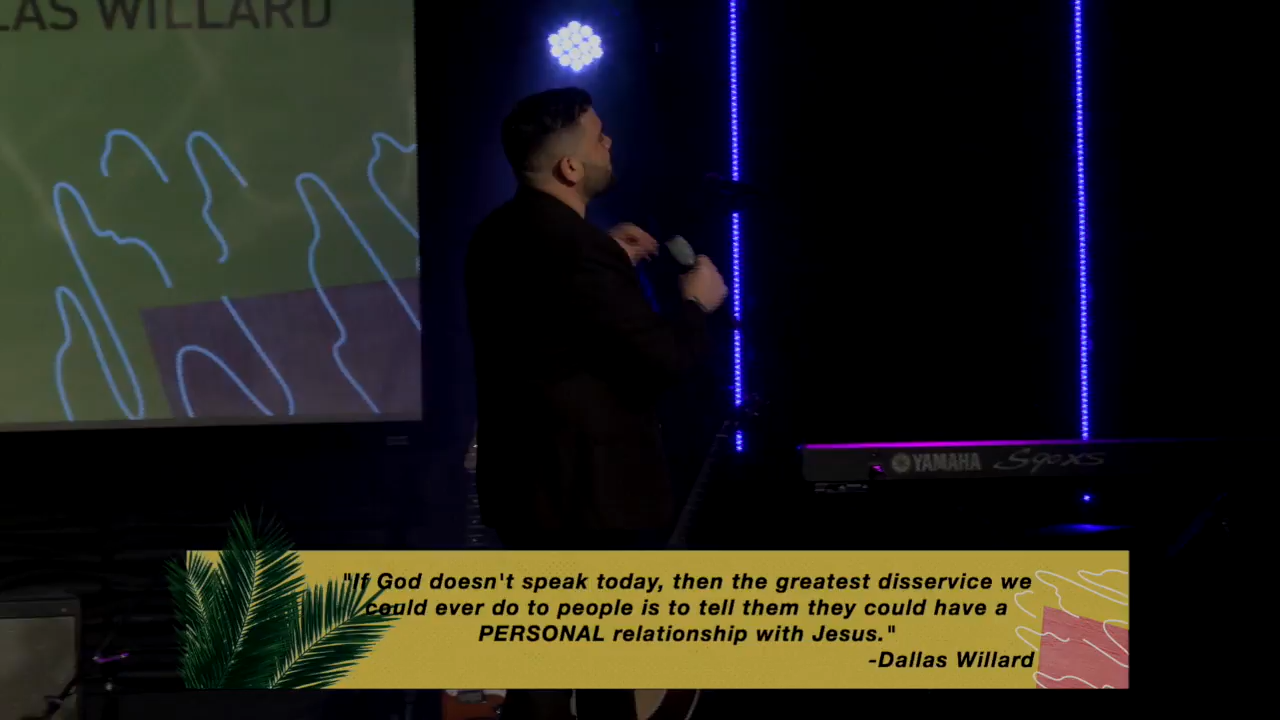 LAS WILLARD
YAMAHA S90XS
"If God doesn't speak today, then the greatest disservice we
could ever do to people is to tell them they could have a
PERSONAL relationship with Jesus."
-Dallas Willard